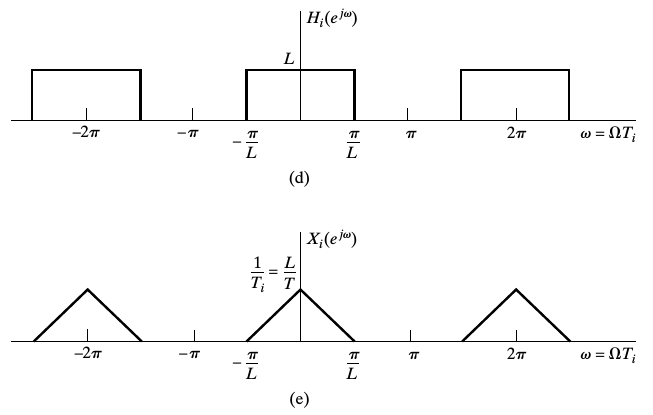 H_i(e^{jω})
L
−2π −π −π/L π/L π 2π ω = ΩT_i
(d)
X_i(e^{jω})
1/T_i = L/T
−2π −π −π/L π/L π 2π ω = ΩT_i
(e)